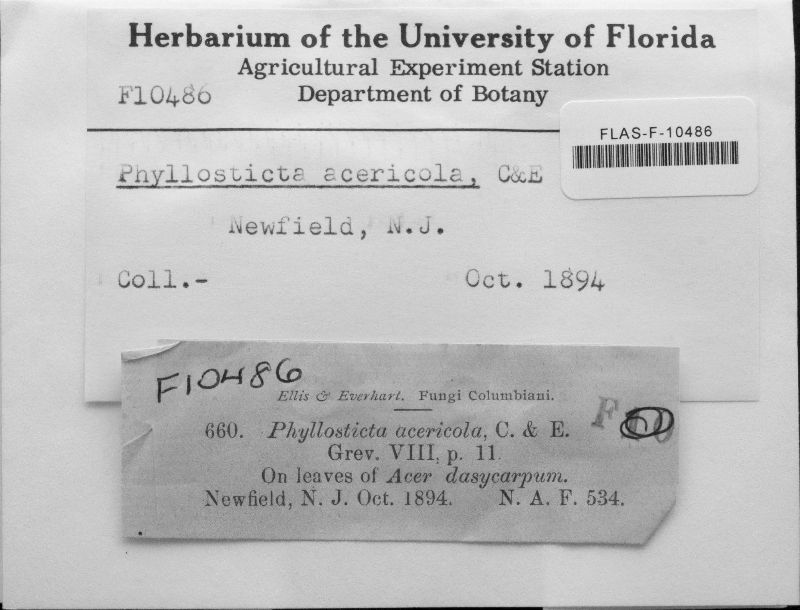 Herbarium of the University of Florida
Agricultural Experiment Station
F10486 Department of Botany
FLAS-F-10486
Phyllosticta acericola, C&E
Newfield, N.J.
Coll.- Oct. 1894
F10486
Ellis & Everhart. Fungi Columbiani.
660. Phyllosticta acericola, C. & E.
Grev. VIII, p. 11.
On leaves of Acer dasycarpum.
Newfield, N. J. Oct. 1894. N. A. F. 534.